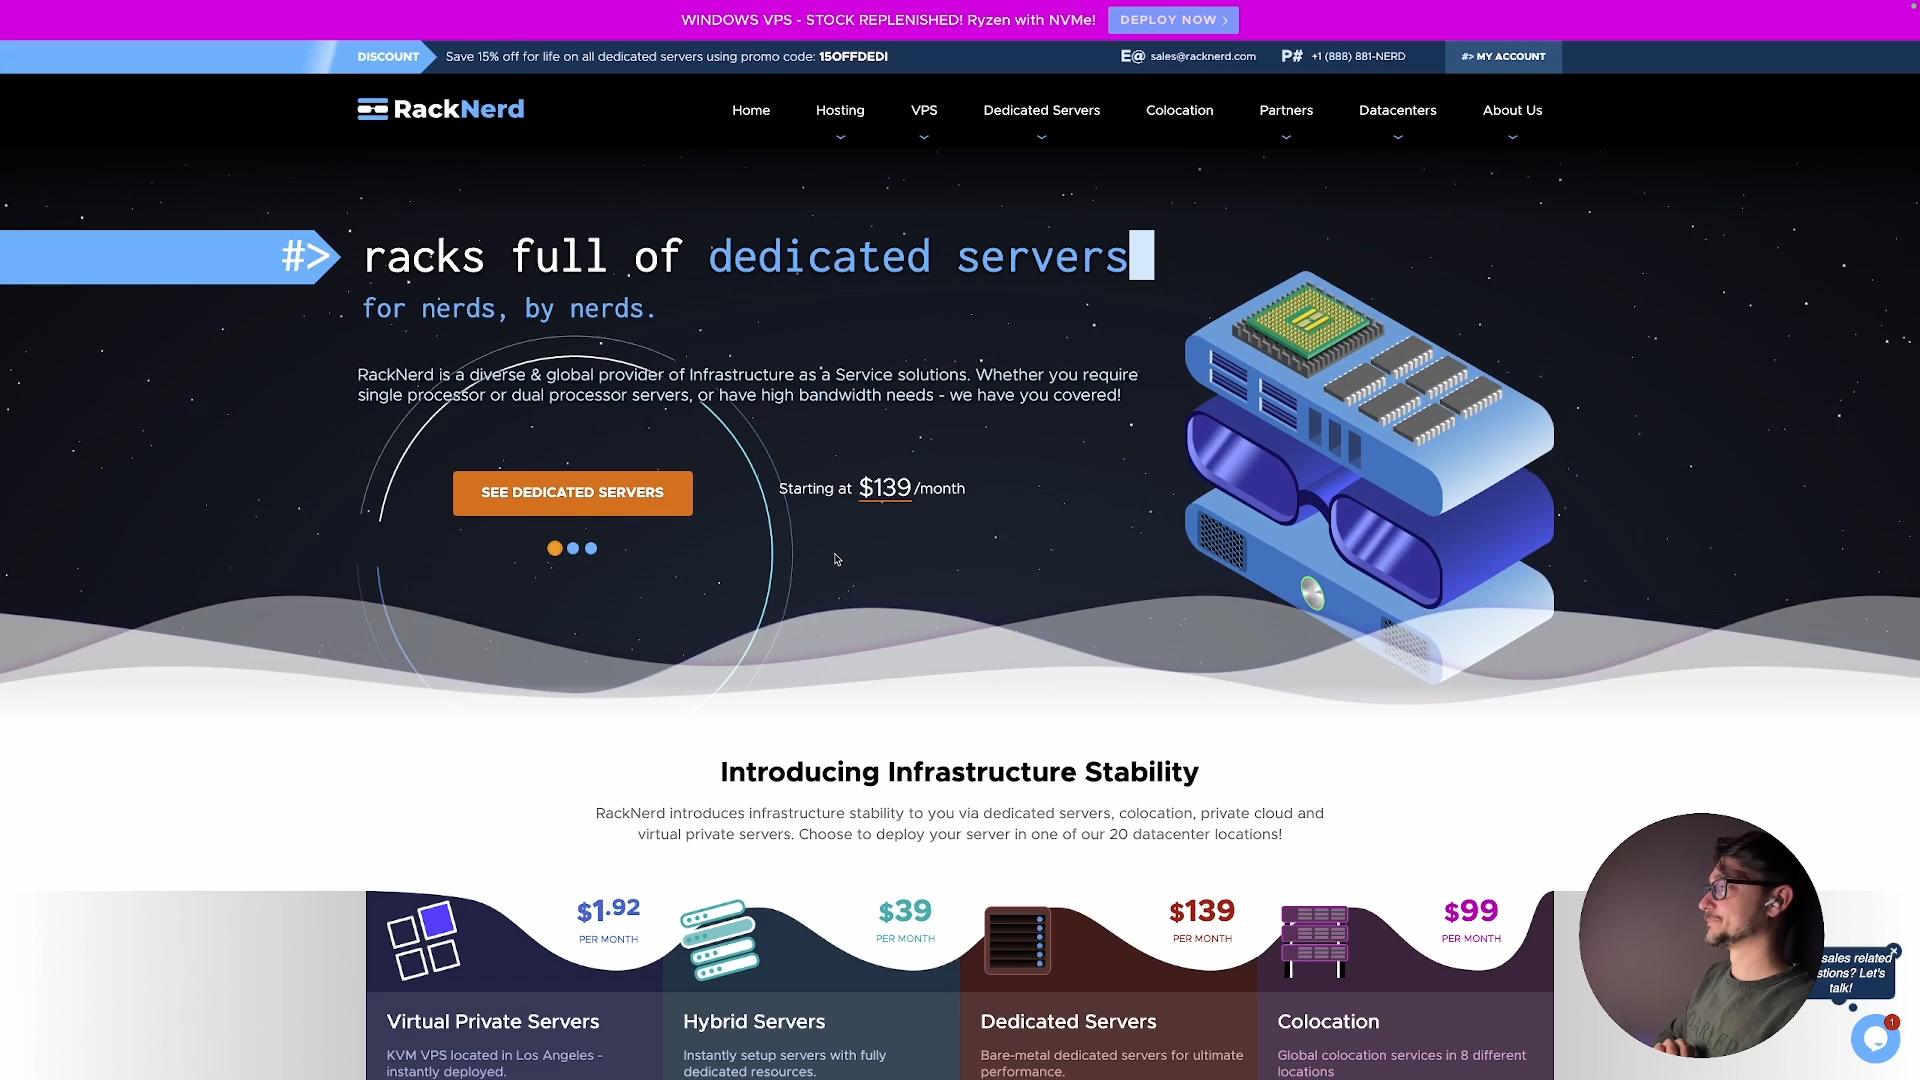 WINDOWS VPS - STOCK REPLENISHED! Ryzen with NVMe! DEPLOY NOW
DISCOUNT Save 15% off for life on all dedicated servers using promo code: 15OFFDEDI E@ sales@racknerd.com P# +1 (888) 881-NERD #> MY ACCOUNT
RackNerd Home Hosting VPS Dedicated Servers Colocation Partners Datacenters About Us
#> racks full of dedicated servers
for nerds, by nerds.
RackNerd is a diverse & global provider of Infrastructure as a Service solutions. Whether you require
single processor or dual processor servers, or have high bandwidth needs - we have you covered!
SEE DEDICATED SERVERS Starting at $139/month
Introducing Infrastructure Stability
RackNerd introduces infrastructure stability to you via dedicated servers, colocation, private cloud and
virtual private servers. Choose to deploy your server in one of our 20 datacenter locations!
$1.92
PER MONTH
Virtual Private Servers
KVM VPS located in Los Angeles -
instantly deployed.
$39
PER MONTH
Hybrid Servers
Instantly setup servers with fully
dedicated resources.
$139
PER MONTH
Dedicated Servers
Bare-metal dedicated servers for ultimate
performance.
$99
PER MONTH
Colocation
Global colocation services in 8 different
locations
sales related
Let's
talk!
1